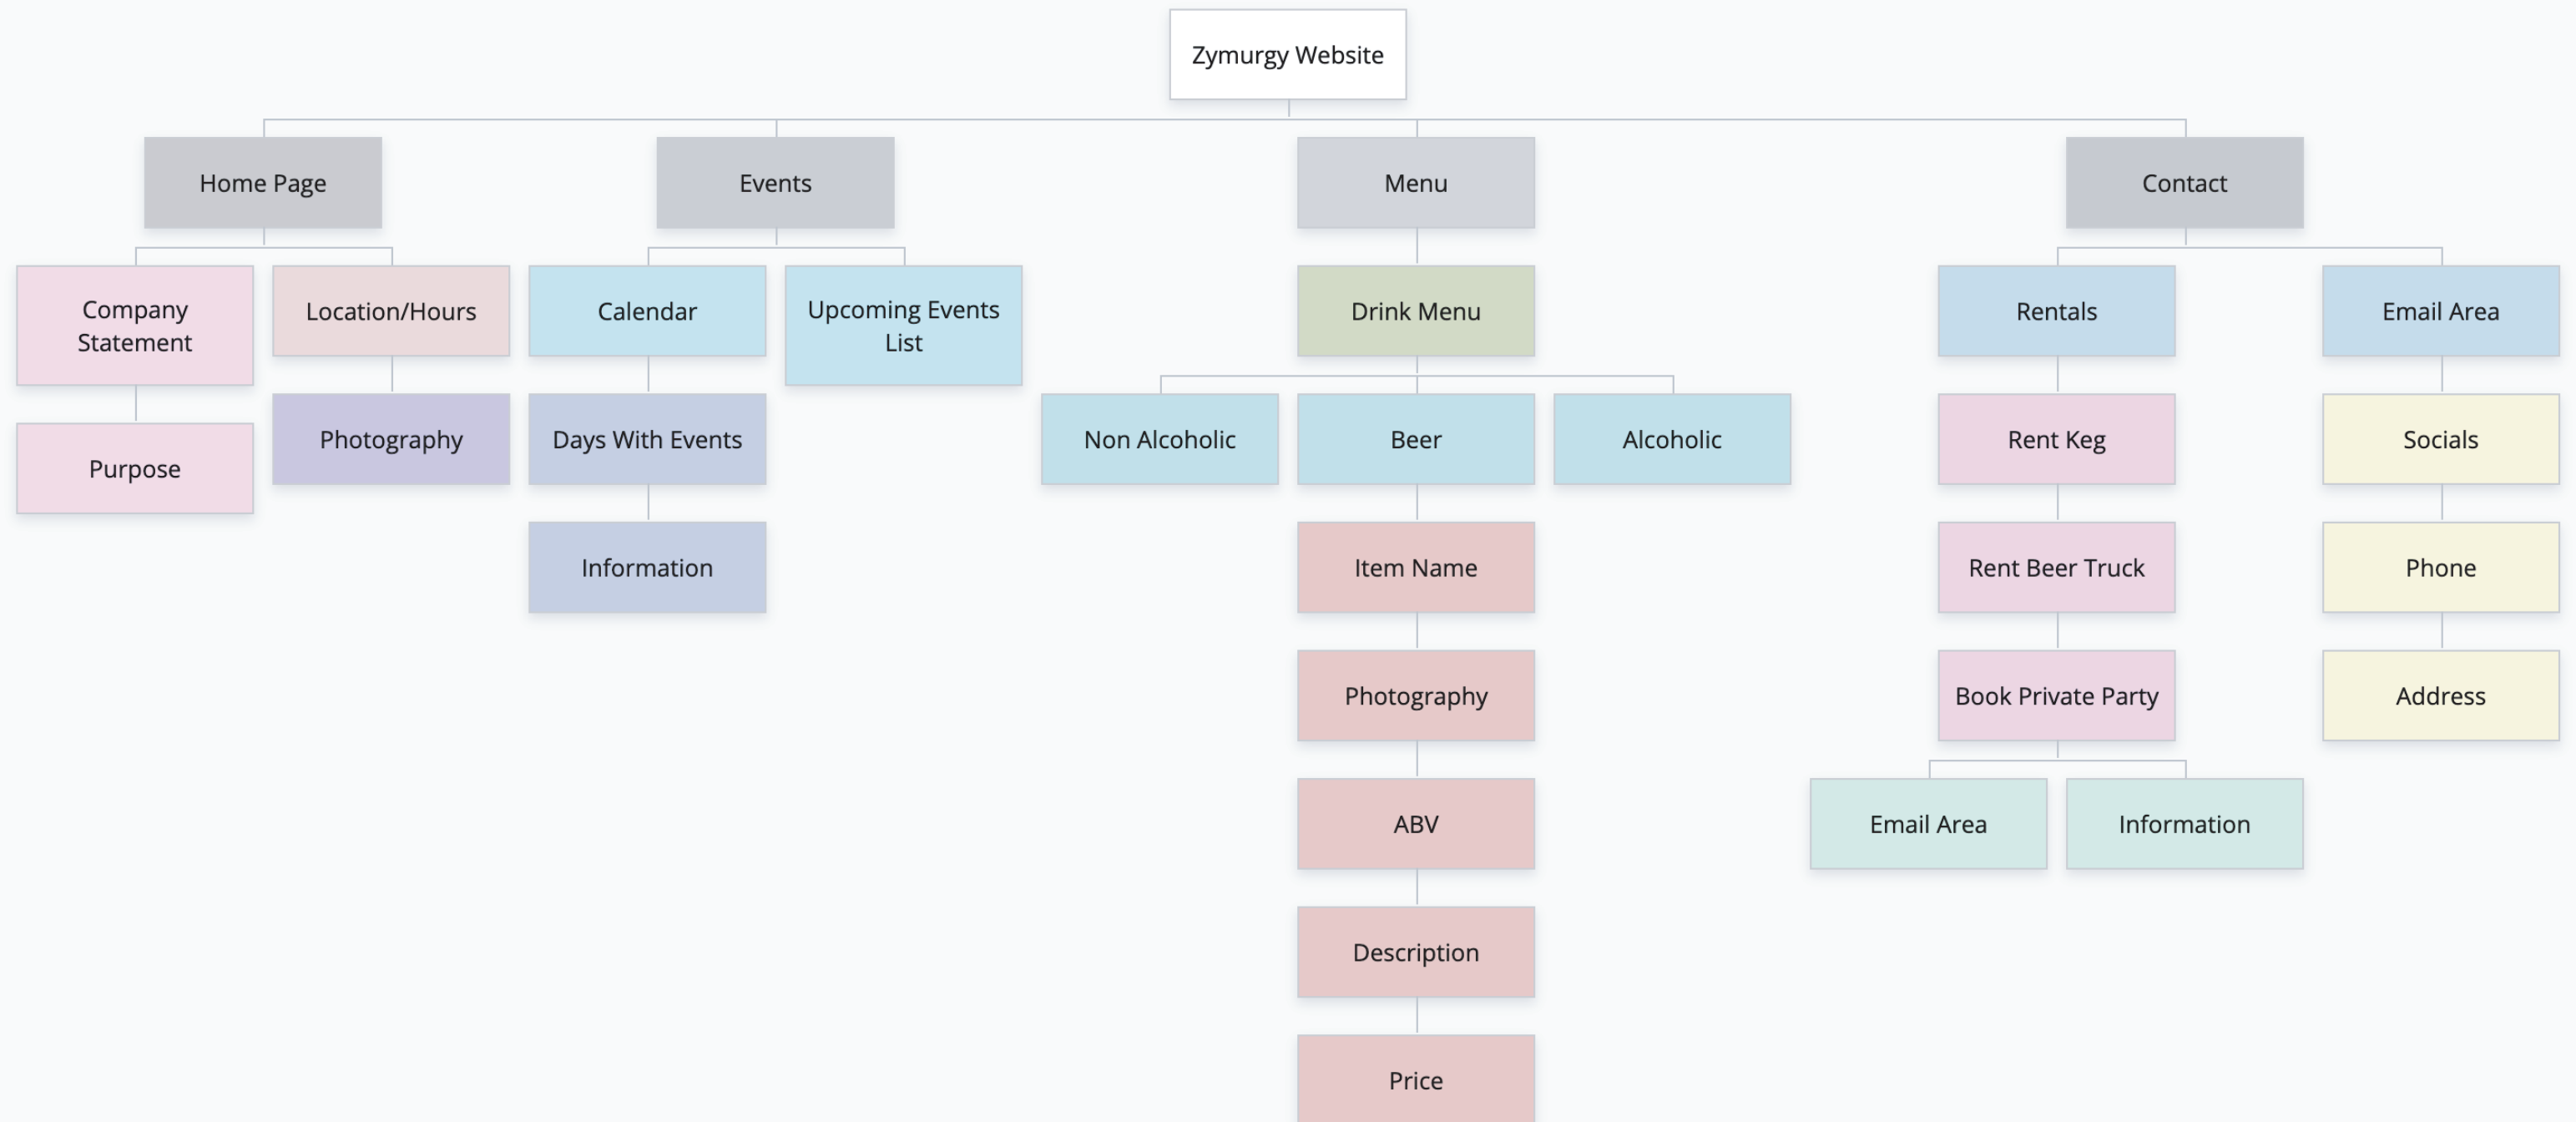 Zymurgy Website
Home Page
Events
Menu
Contact
Company
Statement
Location/Hours
Calendar
Upcoming Events
List
Drink Menu
Rentals
Email Area
Purpose
Photography
Days With Events
Non Alcoholic
Beer
Alcoholic
Rent Keg
Socials
Information
Item Name
Rent Beer Truck
Phone
Photography
Book Private Party
Address
ABV
Email Area
Information
Description
Price